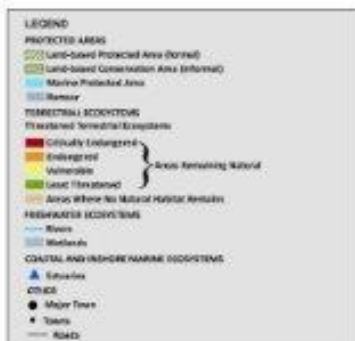 LEGEND
PROTECTED AREAS
Land-based Protected Area (formal)
Land-based Conservation Area (informal)
Marine Protected Area
Ramsar
TERRESTRIAL ECOSYSTEMS
Threatened Terrestrial Ecosystems
Critically Endangered
Endangered
Vulnerable
Least Threatened
Areas Remaining Natural
Areas Where No Natural Habitat Remains
FRESHWATER ECOSYSTEMS
Rivers
Wetlands
COASTAL AND INSHORE MARINE ECOSYSTEMS
Estuaries
OTHER
Major Town
Towns
Roads